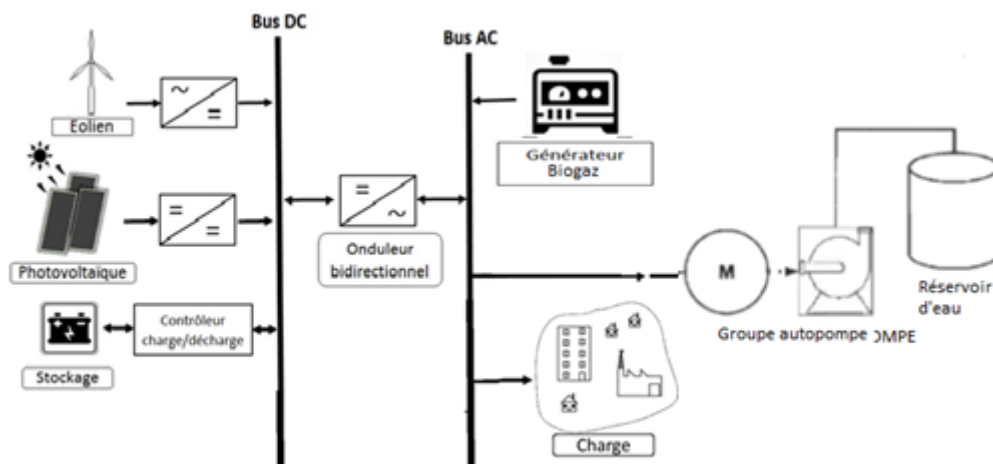 Bus DC
Bus AC
Eolien
Générateur
Biogaz
Photovoltaïque
Onduleur
bidirectionnel
M
Réservoir
d'eau
Groupe autopompe OMPE
Contrôleur
charge/décharge
Stockage
Charge